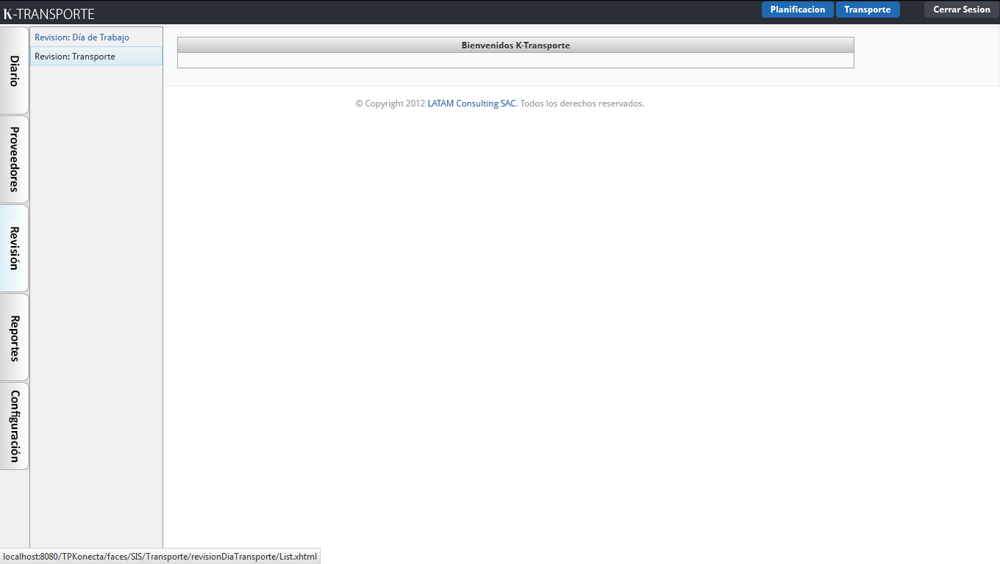 K-TRANSPORTE
Planificacion
Transporte
Cerrar Sesion
Diario
Proveedores
Revisión
Reportes
Configuración
Revision: Día de Trabajo
Revision: Transporte
Bienvenidos K-Transporte
© Copyright 2012 LATAM Consulting SAC. Todos los derechos reservados.
localhost:8080/TPKonecta/faces/SIS/Transporte/revisionDiaTransporte/List.xhtml